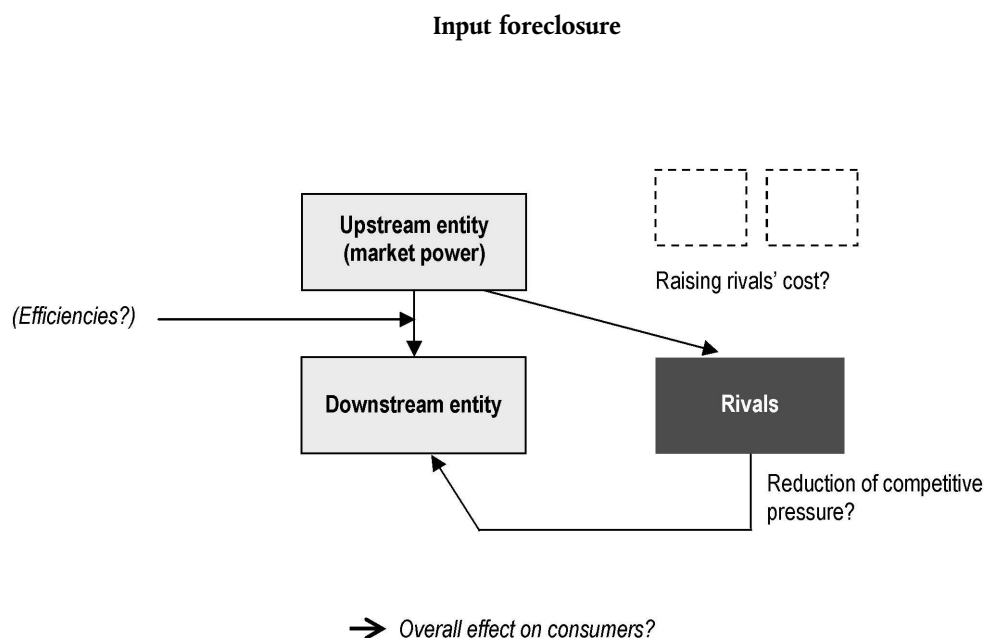 Input foreclosure
Upstream entity
(market power)
Raising rivals’ cost?
(Efficiencies?)
Downstream entity
Rivals
Reduction of competitive
pressure?
Overall effect on consumers?